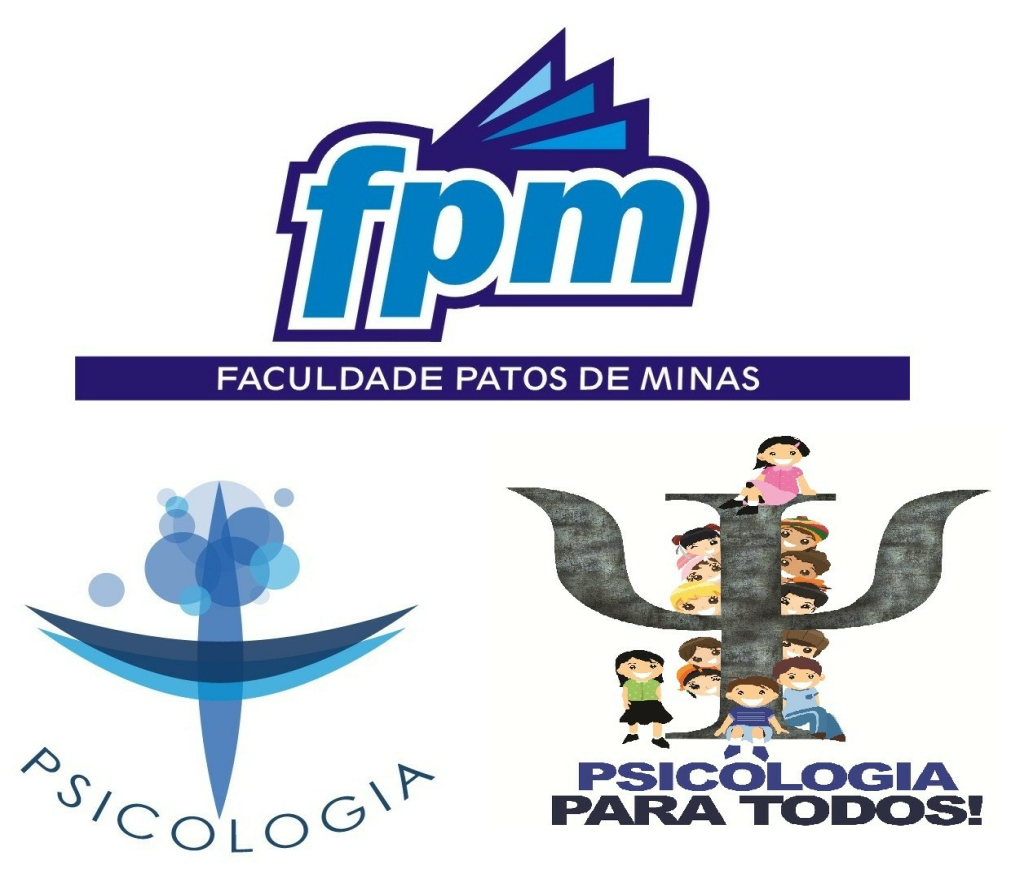 fpm
FACULDADE PATOS DE MINAS
PSICOLOGIA
PSICOLOGIA
PARA TODOS!